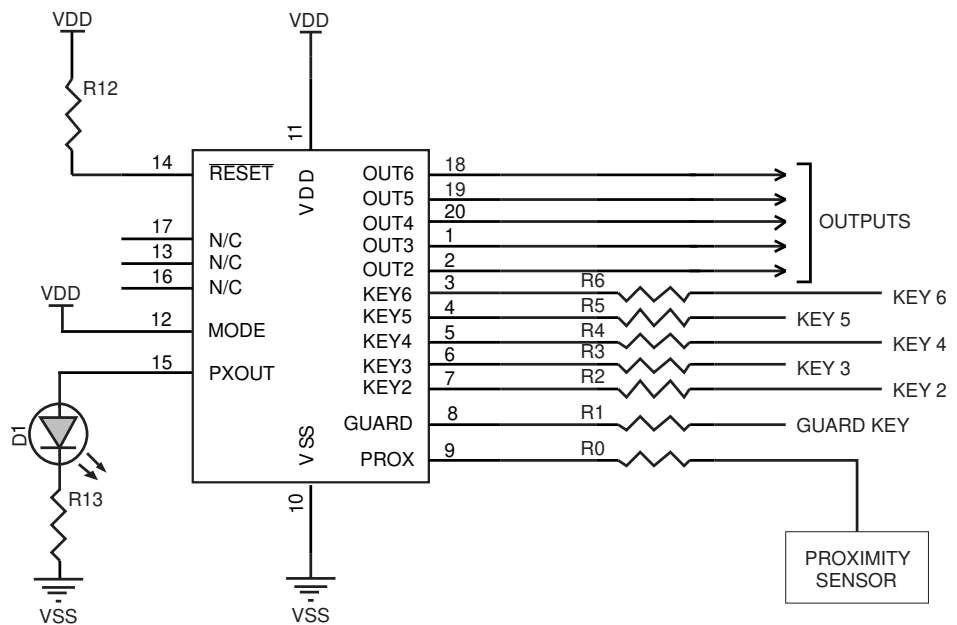 VDD
VDD
R12
11
14
RESET
VDD
OUT6
18
OUT5
19
OUT4
20
OUTPUTS
17
N/C
OUT3
1
13
N/C
OUT2
2
16
N/C
KEY6
3
R6
KEY 6
VDD
KEY5
4
R5
KEY 5
12
MODE
KEY4
5
R4
KEY 4
15
PXOUT
KEY3
6
R3
KEY 3
KEY2
7
R2
KEY 2
D1
GUARD
8
R1
GUARD KEY
VSS
PROX
9
R0
R13
10
PROXIMITY
SENSOR
VSS
VSS